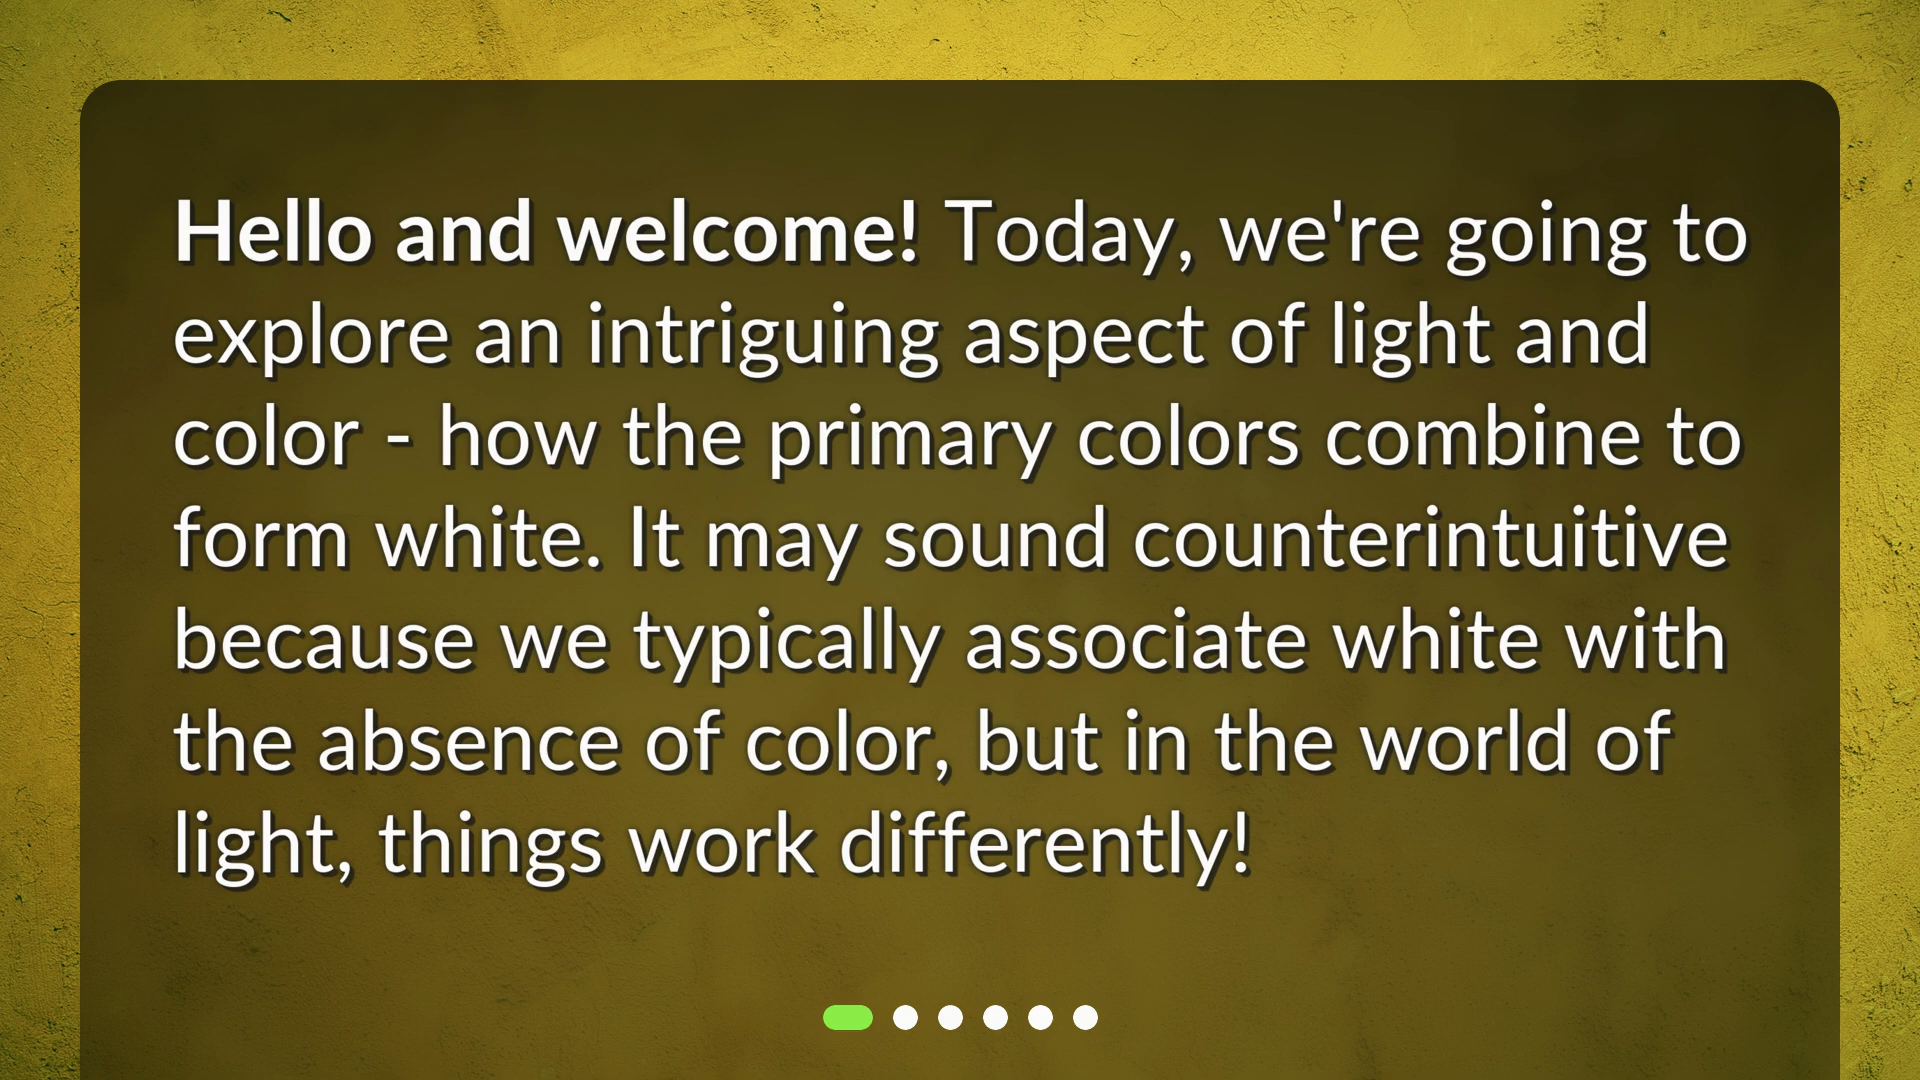 Hello and welcome! Today, we're going to
explore an intriguing aspect of light and
color - how the primary colors combine to
form white. It may sound counterintuitive
because we typically associate white with
the absence of color, but in the world of
light, things work differently!